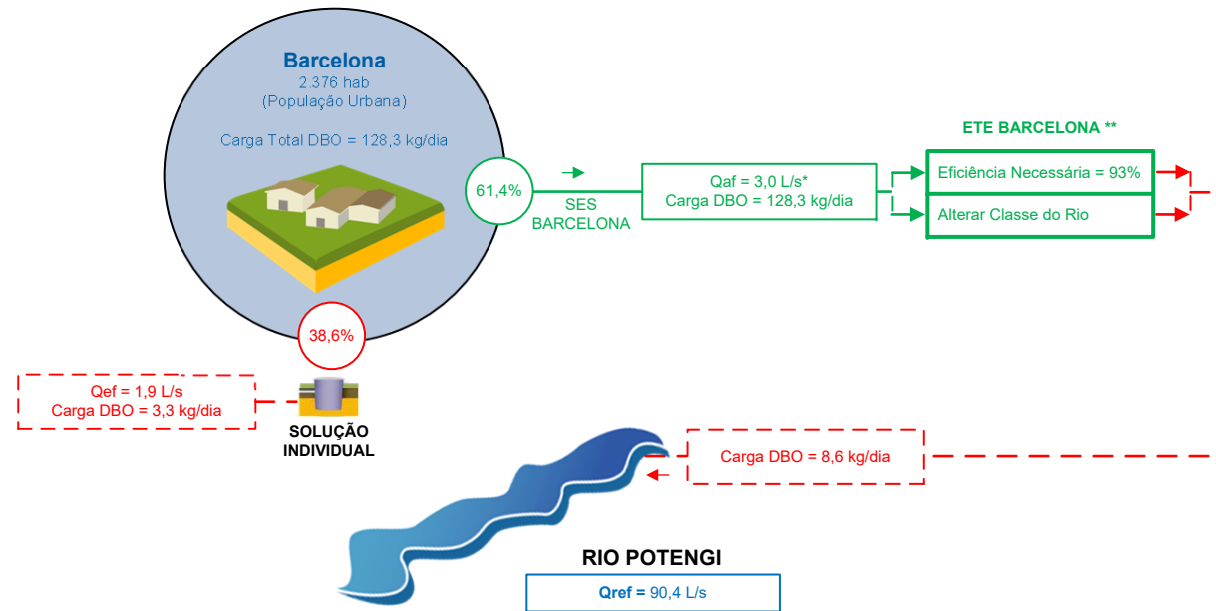 Barcelona
2.376 hab
(População Urbana)
Carga Total DBO = 128,3 kg/dia
61,4%
SES
BARCELONA
Qaf = 3,0 L/s*
Carga DBO = 128,3 kg/dia
ETE BARCELONA **
Eficiência Necessária = 93%
Alterar Classe do Rio
38,6%
Qef = 1,9 L/s
Carga DBO = 3,3 kg/dia
SOLUÇÃO
INDIVIDUAL
Carga DBO = 8,6 kg/dia
RIO POTENGI
Qref = 90,4 L/s